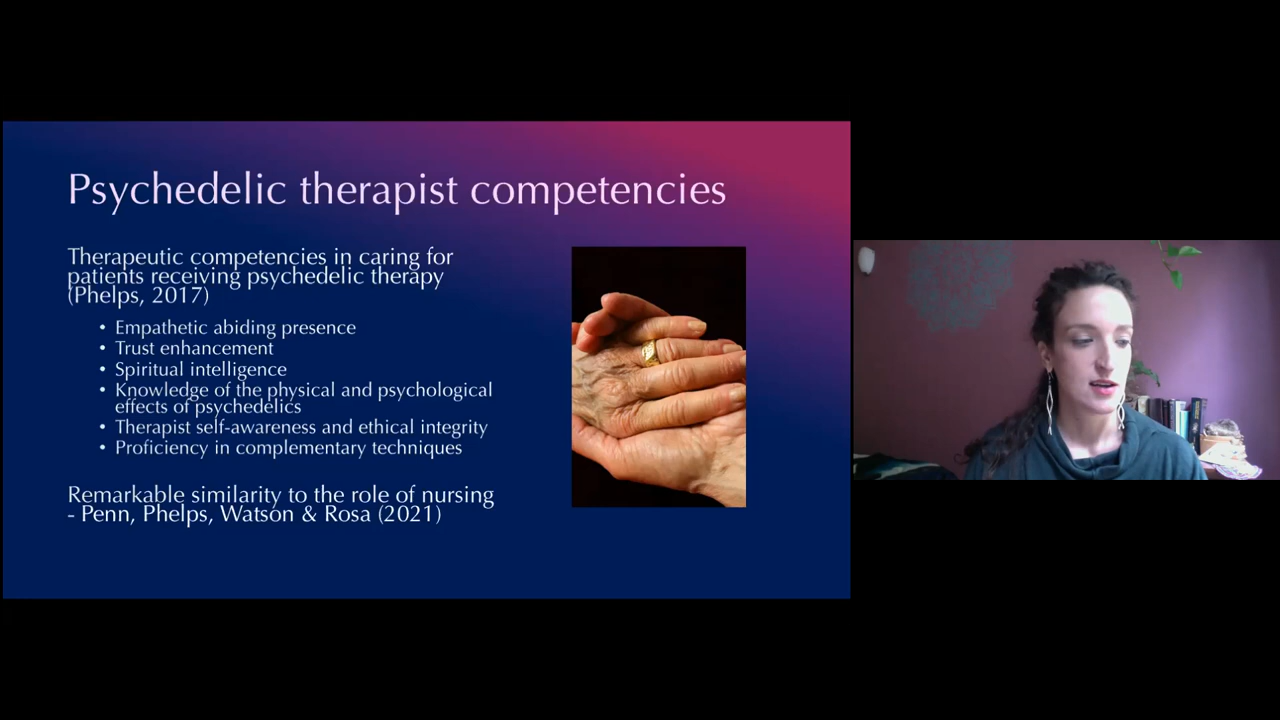 Psychedelic therapist competencies
Therapeutic competencies in caring for
patients receiving psychedelic therapy
(Phelps, 2017)
• Empathetic abiding presence
• Trust enhancement
• Spiritual intelligence
• Knowledge of the physical and psychological
effects of psychedelics
• Therapist self-awareness and ethical integrity
• Proficiency in complementary techniques
Remarkable similarity to the role of nursing
- Penn, Phelps, Watson & Rosa (2021)